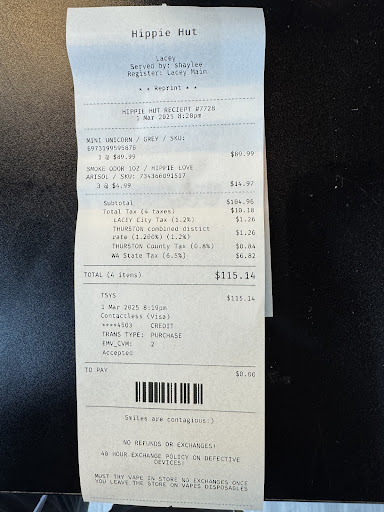 Hippie Hut
Lacey
Served by: shaylee
Register: Lacey Main
* * Reprint * *
HIPPIE HUT RECIEPT #7728
1 Mar 2025 8:20pm
MINI UNICORN / GREY / SKU:
6973199595876
1 @ $89.99 $89.99
SMOKE ODOR 1OZ / HIPPIE LOVE
ARISOL / SKU: 734366091517
3 @ $4.99 $14.97
Subtotal $104.96
Total Tax (4 taxes) $10.18
LACEY City Tax (1.2%) $1.26
THURSTON combined distict
rate (1.200%) (1.2%) $1.26
THURSTON County Tax (0.8%) $0.84
WA State Tax (6.5%) $6.82
TOTAL (4 items) $115.14
TSYS $115.14
1 Mar 2025 8:19pm
Contactless (Visa)
****4503 CREDIT
TRANS TYPE: PURCHASE
EMV_CVM: 2
Accepted
TO PAY $0.00
Smiles are contagious:)
NO REFUNDS OR EXCHANGES!
48 HOUR EXCHANGE POLICY ON DEFECTIVE
DEVICES!
MUST TRY VAPE IN STORE NO EXCHANGES ONCE
YOU LEAVE THE STORE ON VAPES DISPOSABLES